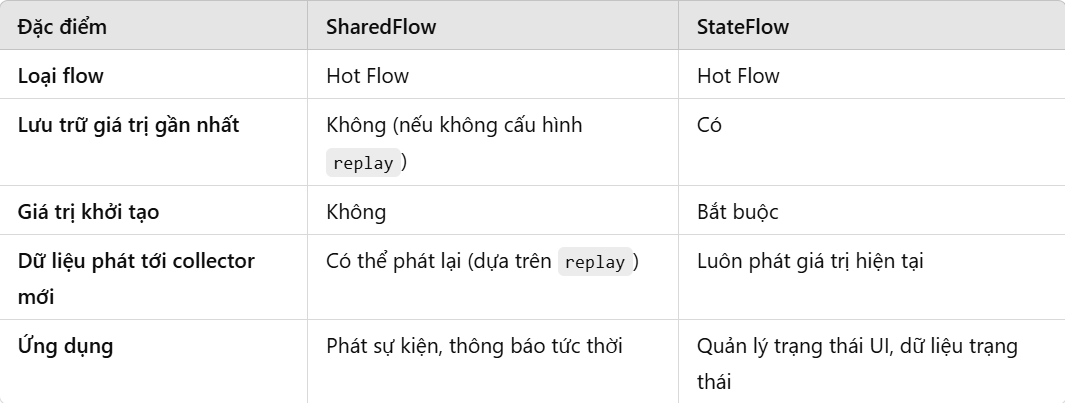 Đặc điểm SharedFlow StateFlow
Loại flow Hot Flow Hot Flow
Lưu trữ giá trị gần nhất Không (nếu không cấu hình Có
replay)
Giá trị khởi tạo Không Bắt buộc
Dữ liệu phát tới collector Có thể phát lại (dựa trên replay) Luôn phát giá trị hiện tại
mới
Ứng dụng Phát sự kiện, thông báo tức thời Quản lý trạng thái UI, dữ liệu trạng
thái